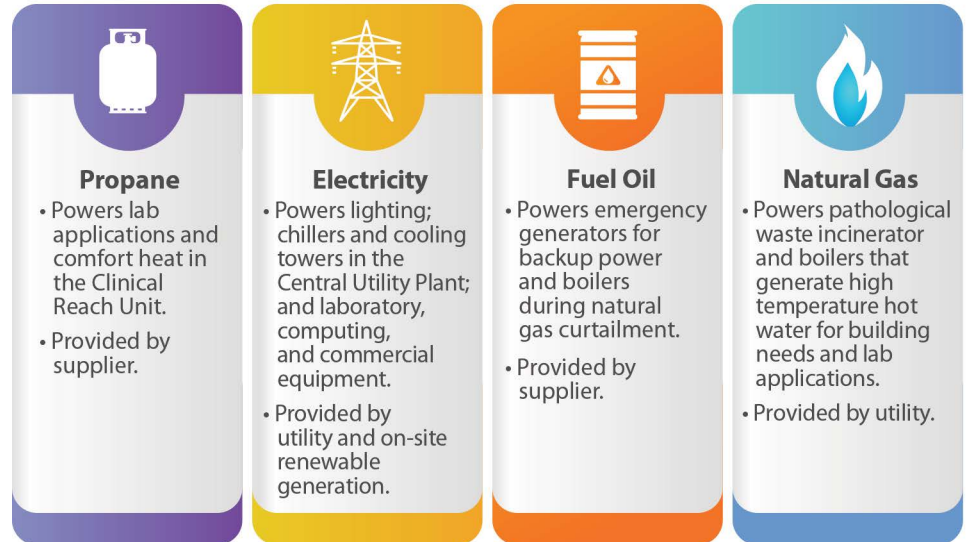 Propane
• Powers lab
applications and
comfort heat in
the Clinical
Reach Unit.
• Provided by
supplier.
Electricity
• Powers lighting;
chillers and cooling
towers in the
Central Utility Plant;
and laboratory,
computing,
and commercial
equipment.
• Provided by
utility and on-site
renewable
generation.
Fuel Oil
• Powers emergency
generators for
backup power
and boilers
during natural
gas curtailment.
• Provided by
supplier.
Natural Gas
• Powers pathological
waste incinerator
and boilers that
generate high
temperature hot
water for building
needs and lab
applications.
• Provided by utility.